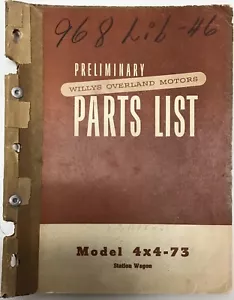 968 Lib-46
PRELIMINARY
WILLYS OVERLAND MOTORS
PARTS LIST
Model 4x4-73
Station Wagon